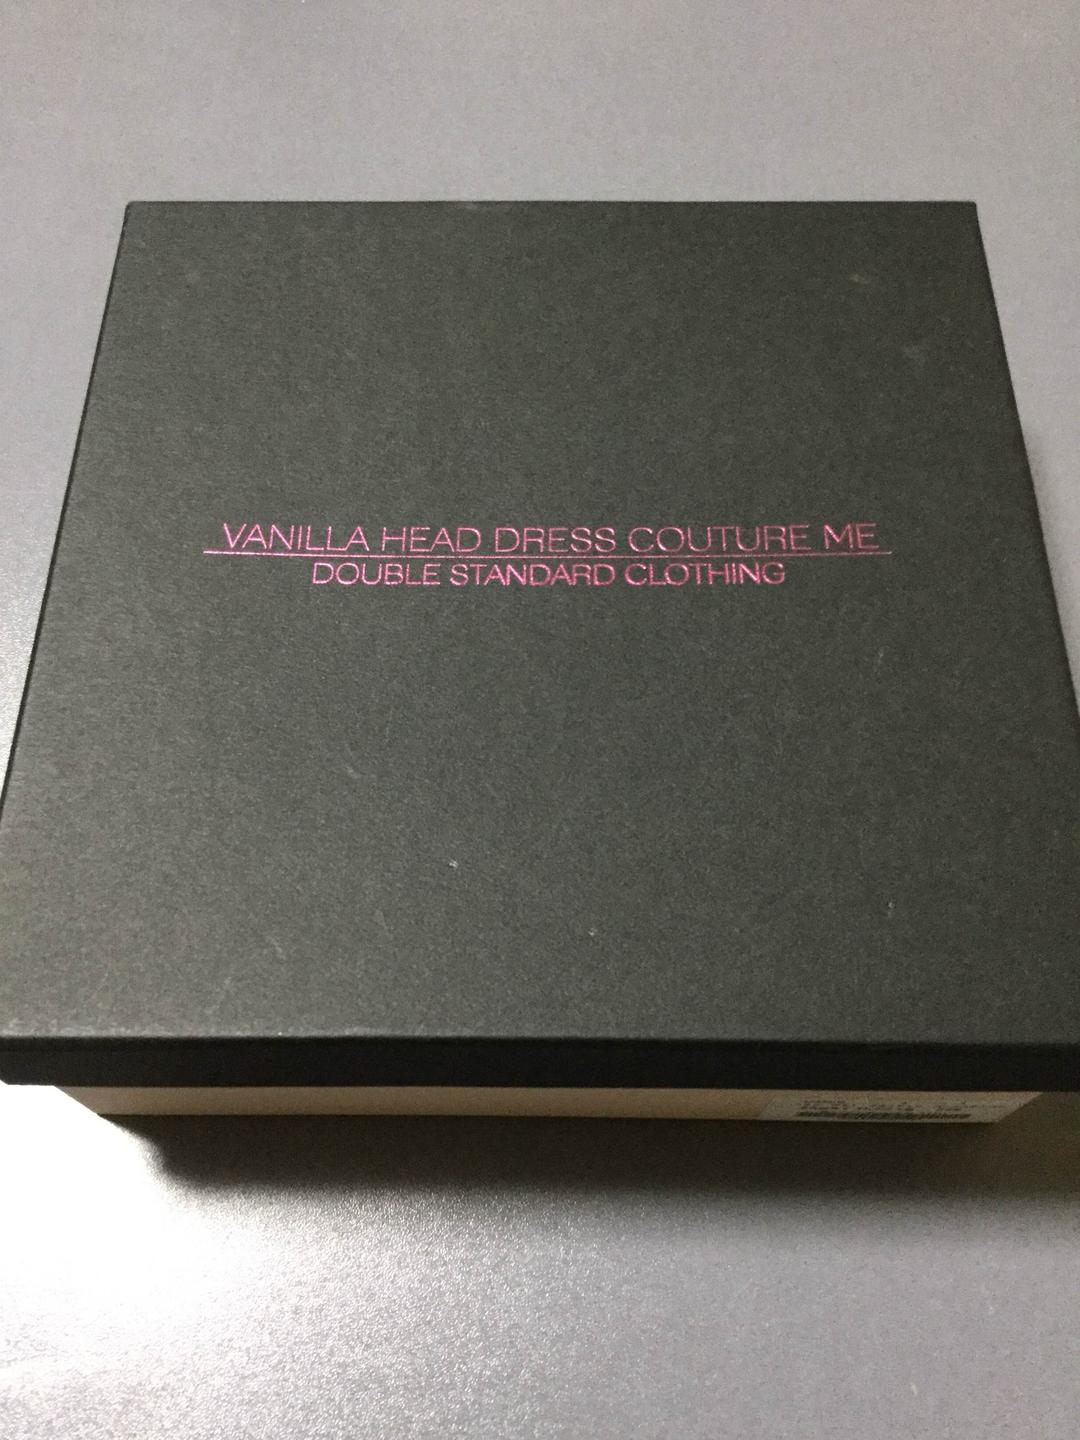 VANILLA HEAD DRESS COUTURE ME
DOUBLE STANDARD CLOTHING